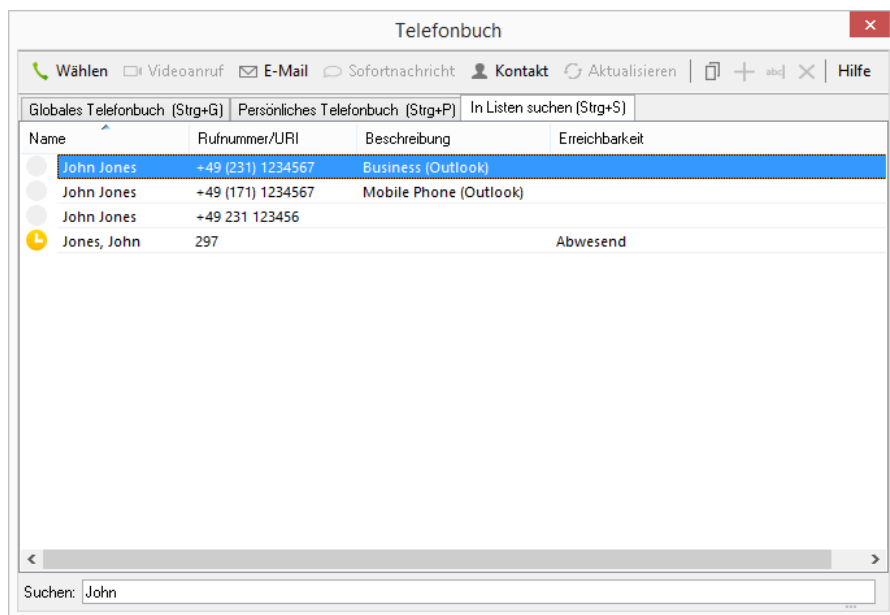 Telefonbuch
Wählen Videoanruf E-Mail Sofortnachricht Kontakt Aktualisieren abc Hilfe
Globales Telefonbuch (Strg+G) Persönliches Telefonbuch (Strg+P) In Listen suchen (Strg+S)
Name Rufnummer/URI Beschreibung Erreichbarkeit
John Jones +49 (231) 1234567 Business (Outlook)
John Jones +49 (171) 1234567 Mobile Phone (Outlook)
John Jones +49 231 123456
Jones, John 297 Abwesend
Suchen: John